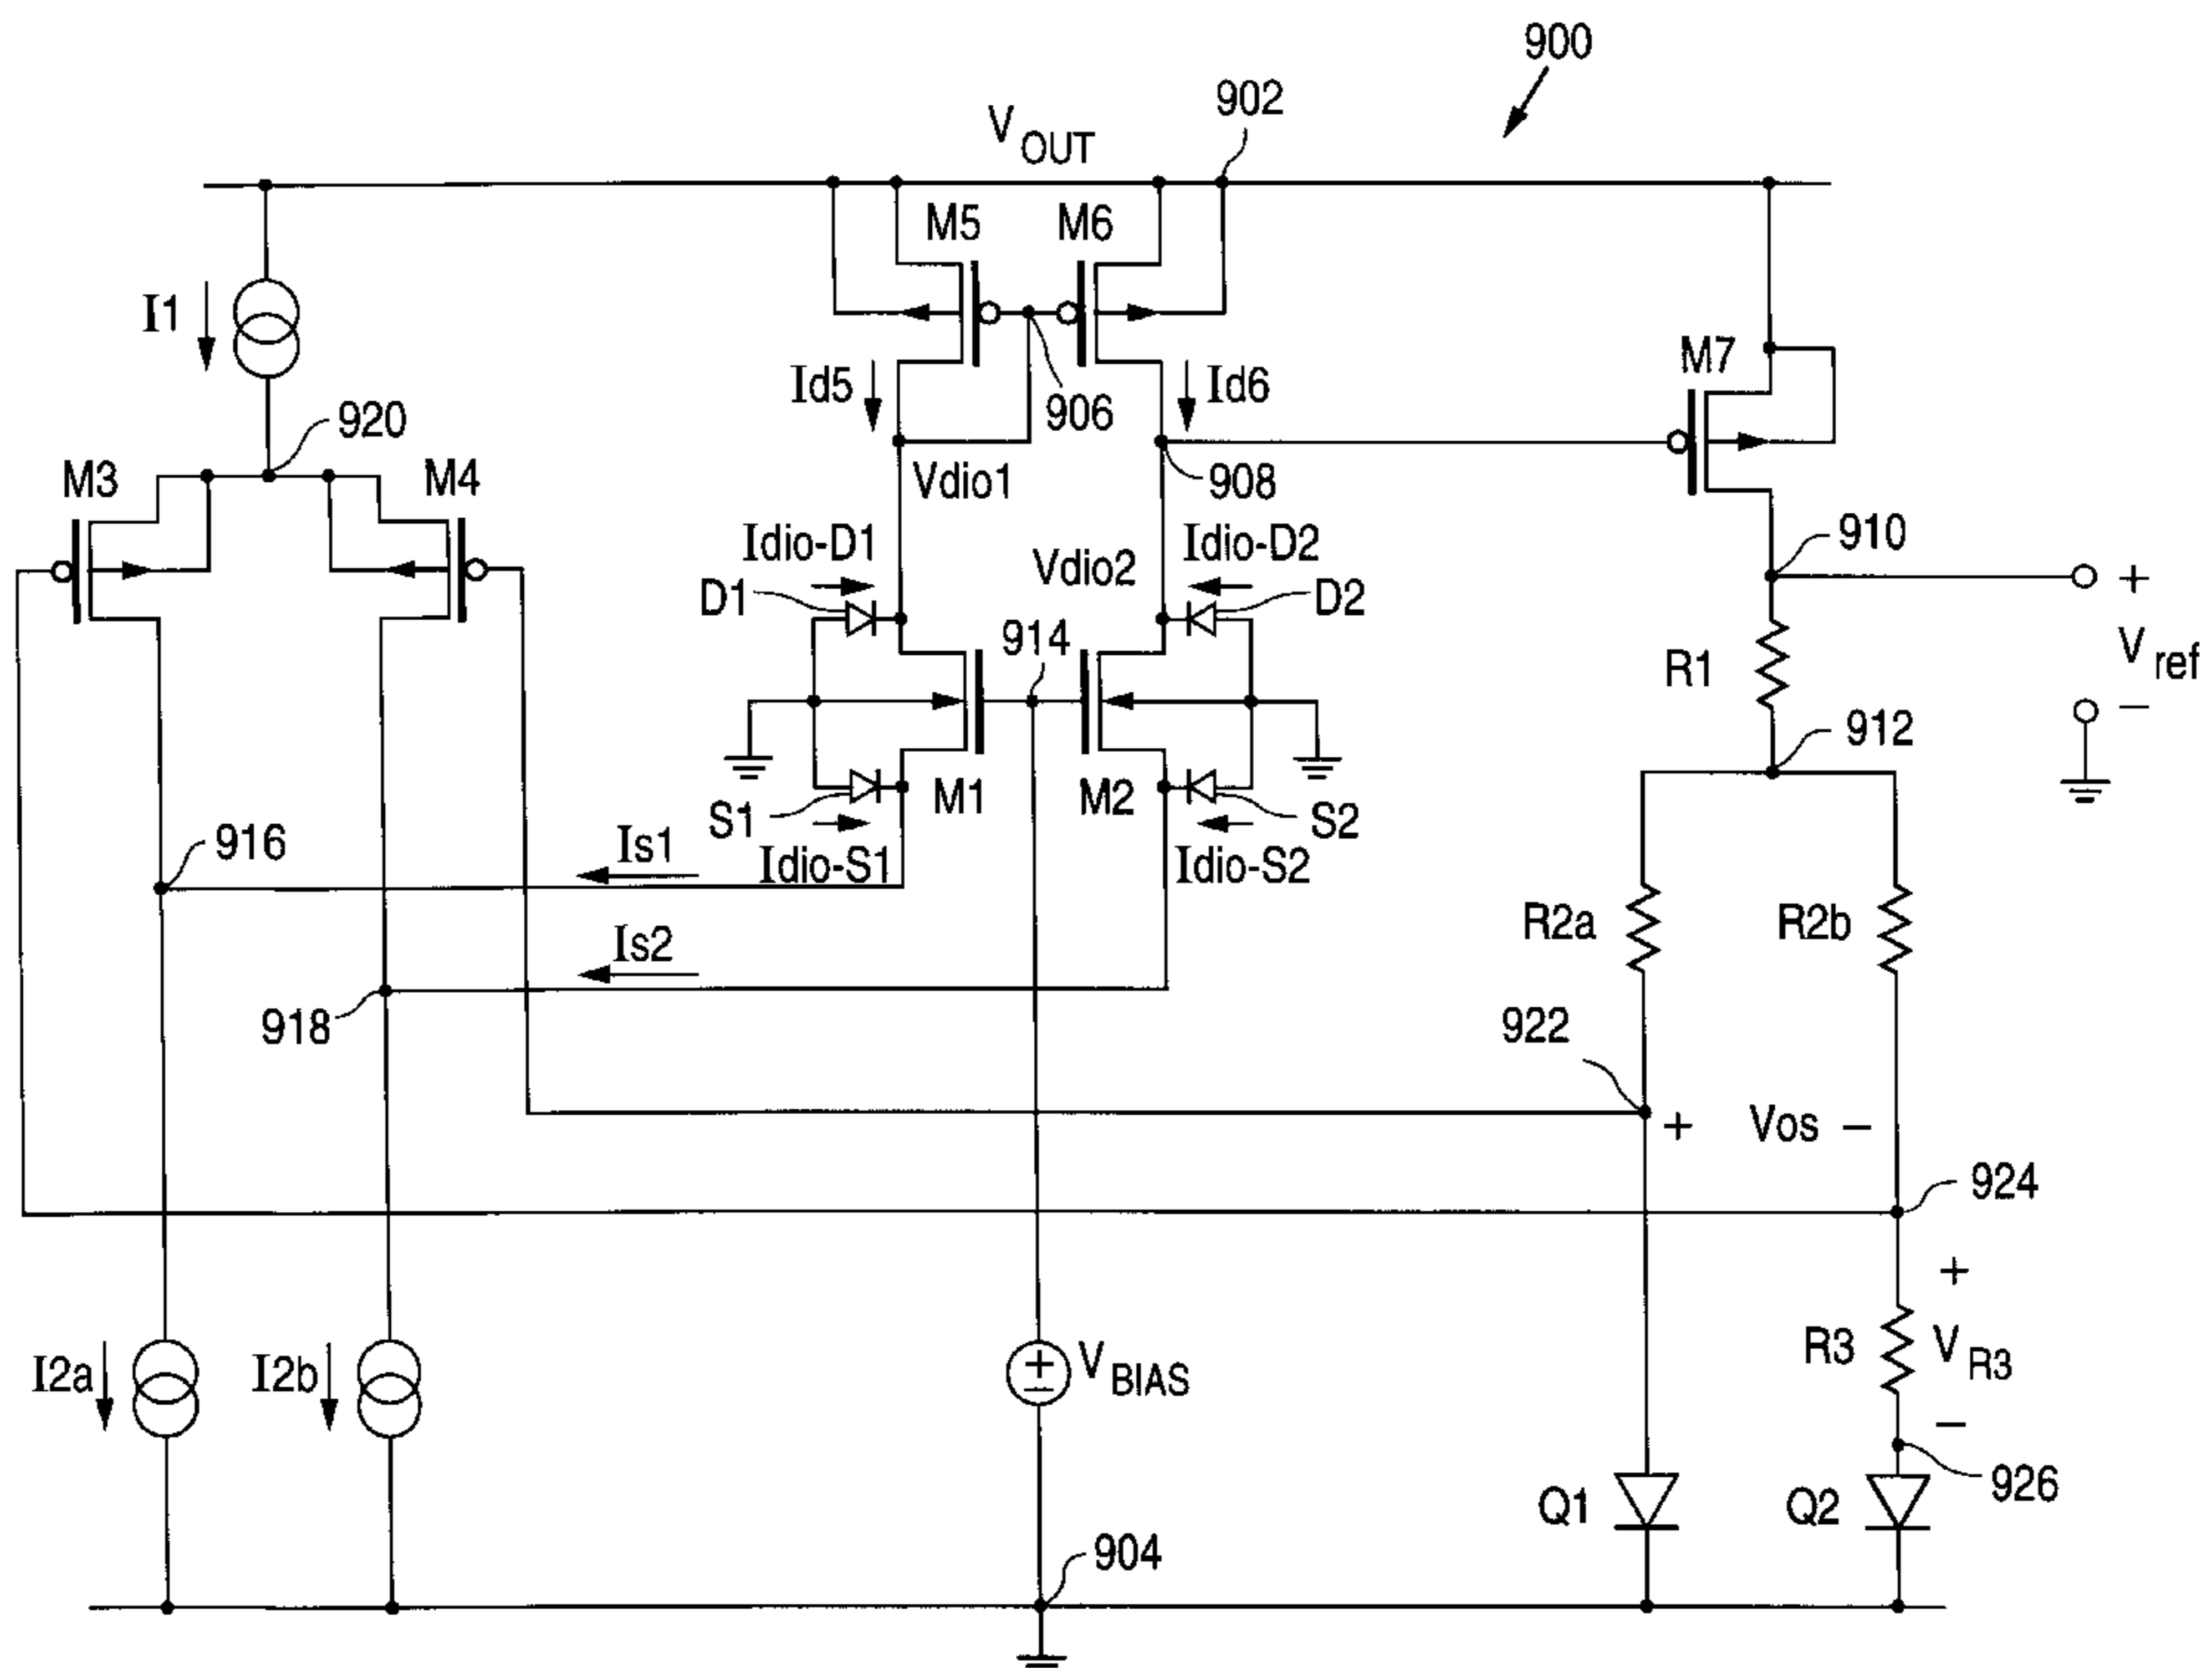 900
902
V OUT
M5
M6
I1
M7
Id5
Id6
906
920
M3
M4
Vdio1
908
910
Idio-D1
Idio-D2
Vdio2
D1
D2
914
+
Vref
R1
−
912
S1
M1
M2
S2
916
Is1
Idio-S1
Idio-S2
R2a
R2b
Is2
918
922
+ Vos −
924
+
I2a
I2b
+
−
VBIAS
R3
VR3
−
926
Q1
Q2
904